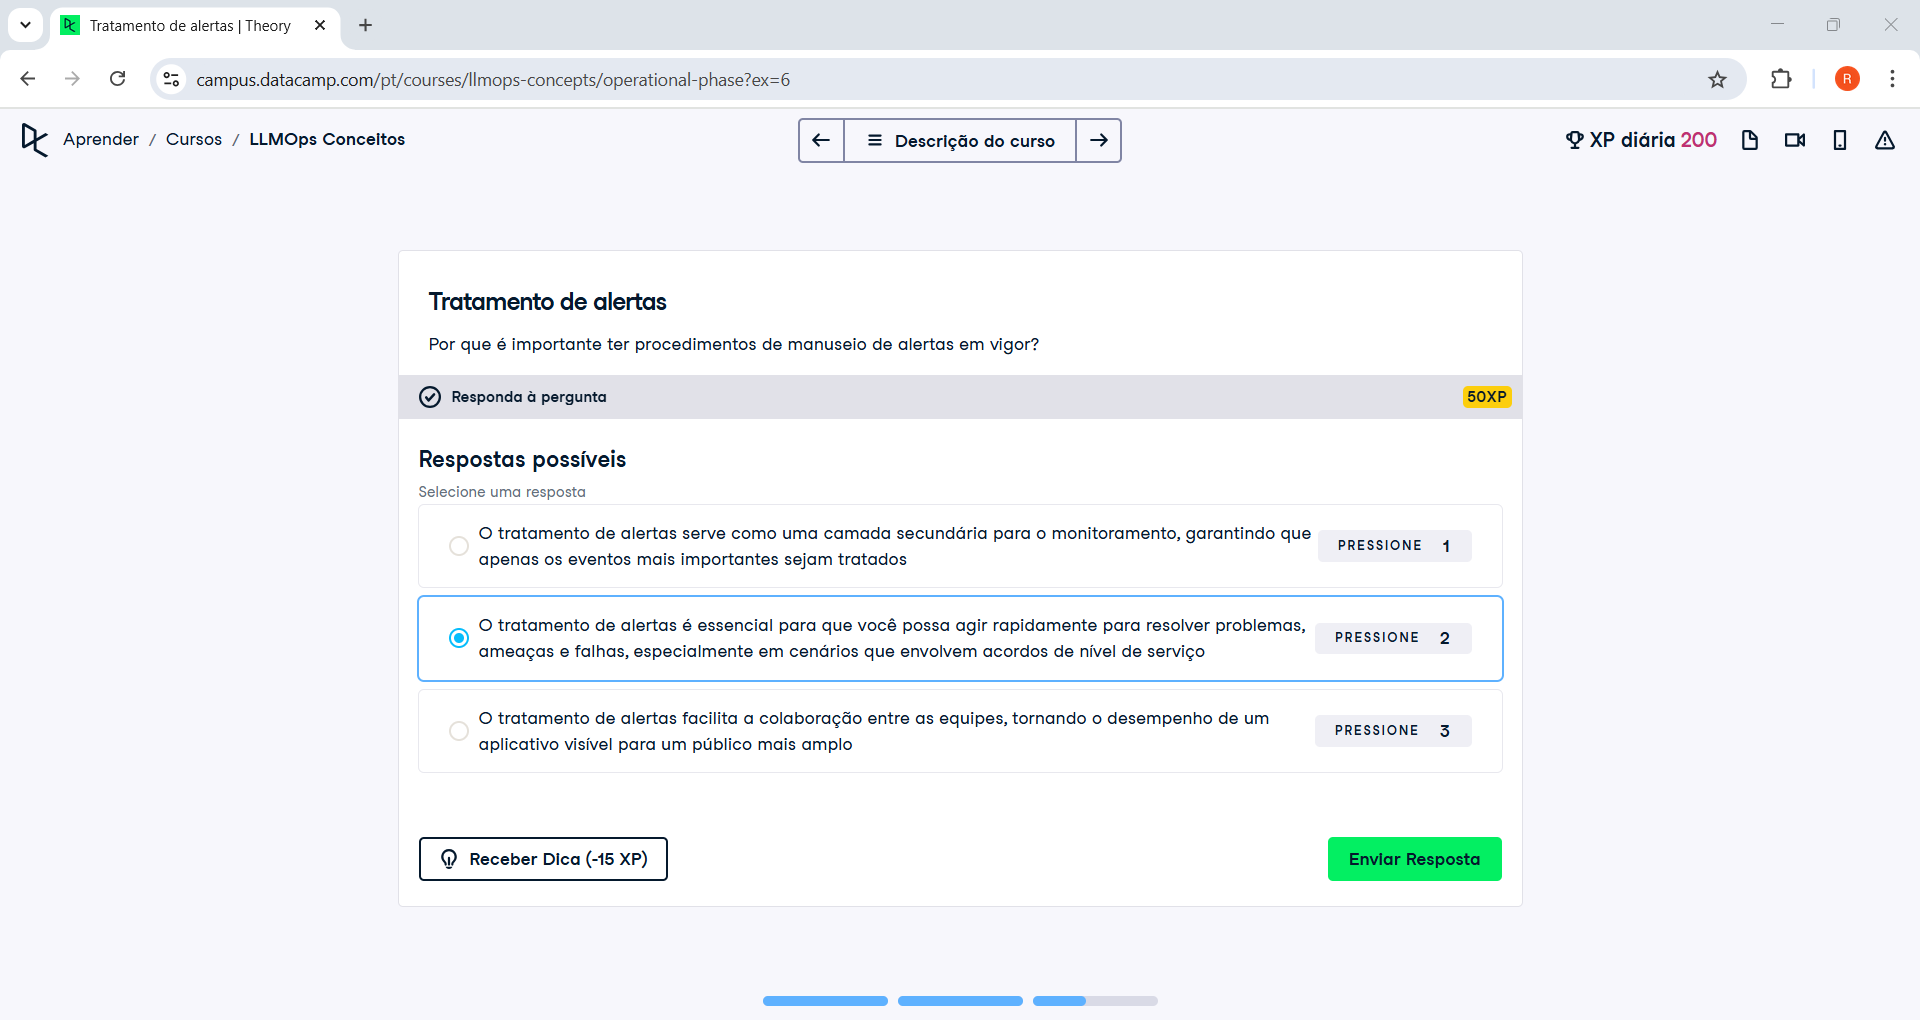 Tratamento de alertas | Theory
campus.datacamp.com/pt/courses/llmops-concepts/operational-phase?ex=6
R
Aprender / Cursos / LLMOps Conceitos
Descrição do curso
XP diária 200
Tratamento de alertas
Por que é importante ter procedimentos de manuseio de alertas em vigor?
Responda à pergunta
50XP
Respostas possíveis
Selecione uma resposta
O tratamento de alertas serve como uma camada secundária para o monitoramento, garantindo que
apenas os eventos mais importantes sejam tratados
PRESSIONE 1
O tratamento de alertas é essencial para que você possa agir rapidamente para resolver problemas,
ameaças e falhas, especialmente em cenários que envolvem acordos de nível de serviço
PRESSIONE 2
O tratamento de alertas facilita a colaboração entre as equipes, tornando o desempenho de um
aplicativo visível para um público mais amplo
PRESSIONE 3
Receber Dica (-15 XP)
Enviar Resposta